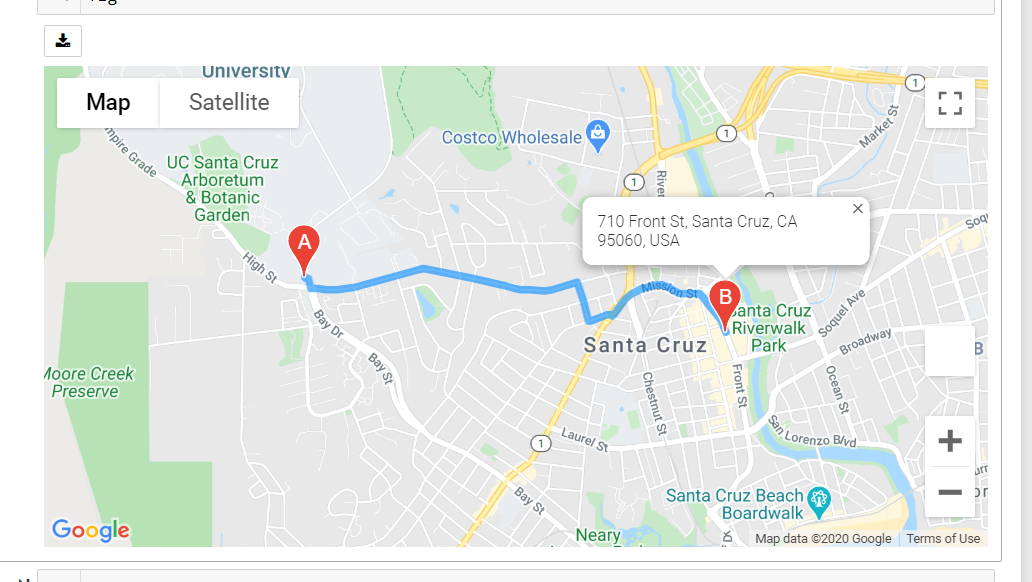 University
Map
Satellite
1
Market St
Costco Wholesale
1
Empire Grade
UC Santa Cruz
Arboretum
& Botanic
Garden
1
710 Front St, Santa Cruz, CA
95060, USA
A
High St
Mission St
B
Santa Cruz
Riverwalk
Park
Soquel Ave
Bay Dr
Broadway
Santa Cruz
Bay St
Moore Creek
Preserve
Front St
Ocean St
Chestnut St
1
Laurel St
San Lorenzo Blvd
Bay St
Santa Cruz Beach
Boardwalk
Google
Neary
Map data ©2020 Google
Terms of Use